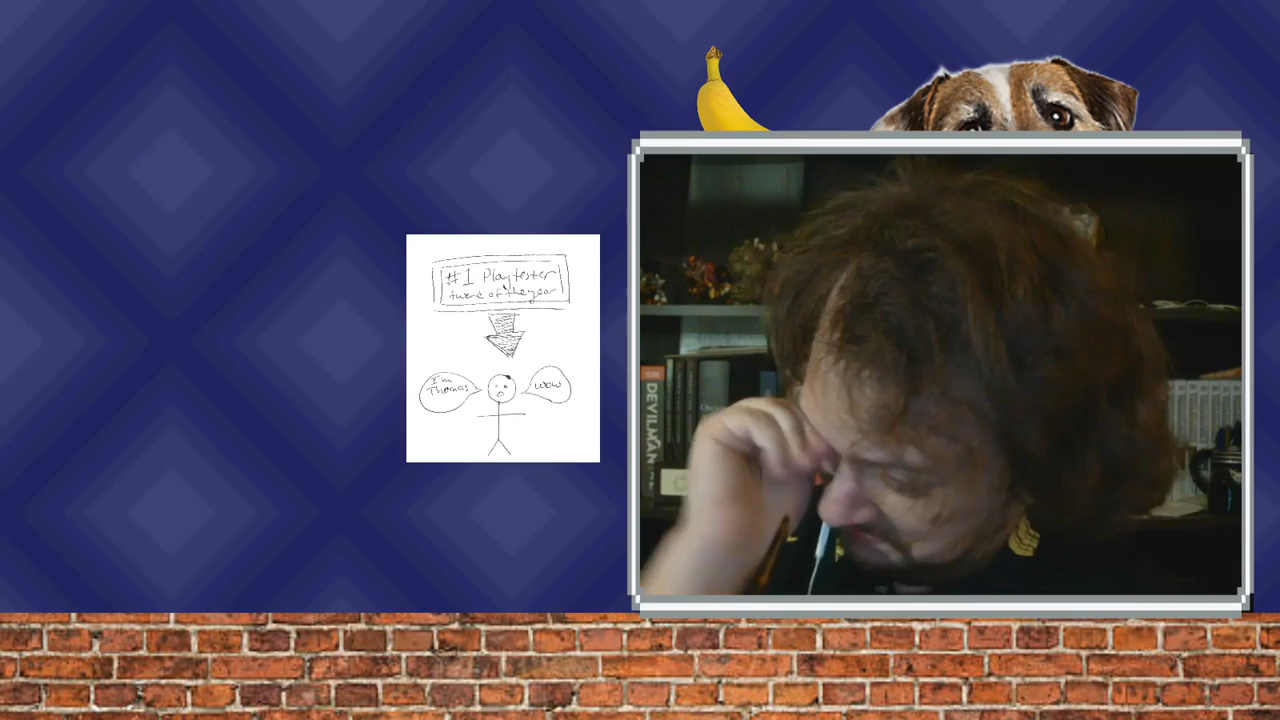 #1 Playtester
Award of the year
I'm
Thomas
wow
DEVILMAN